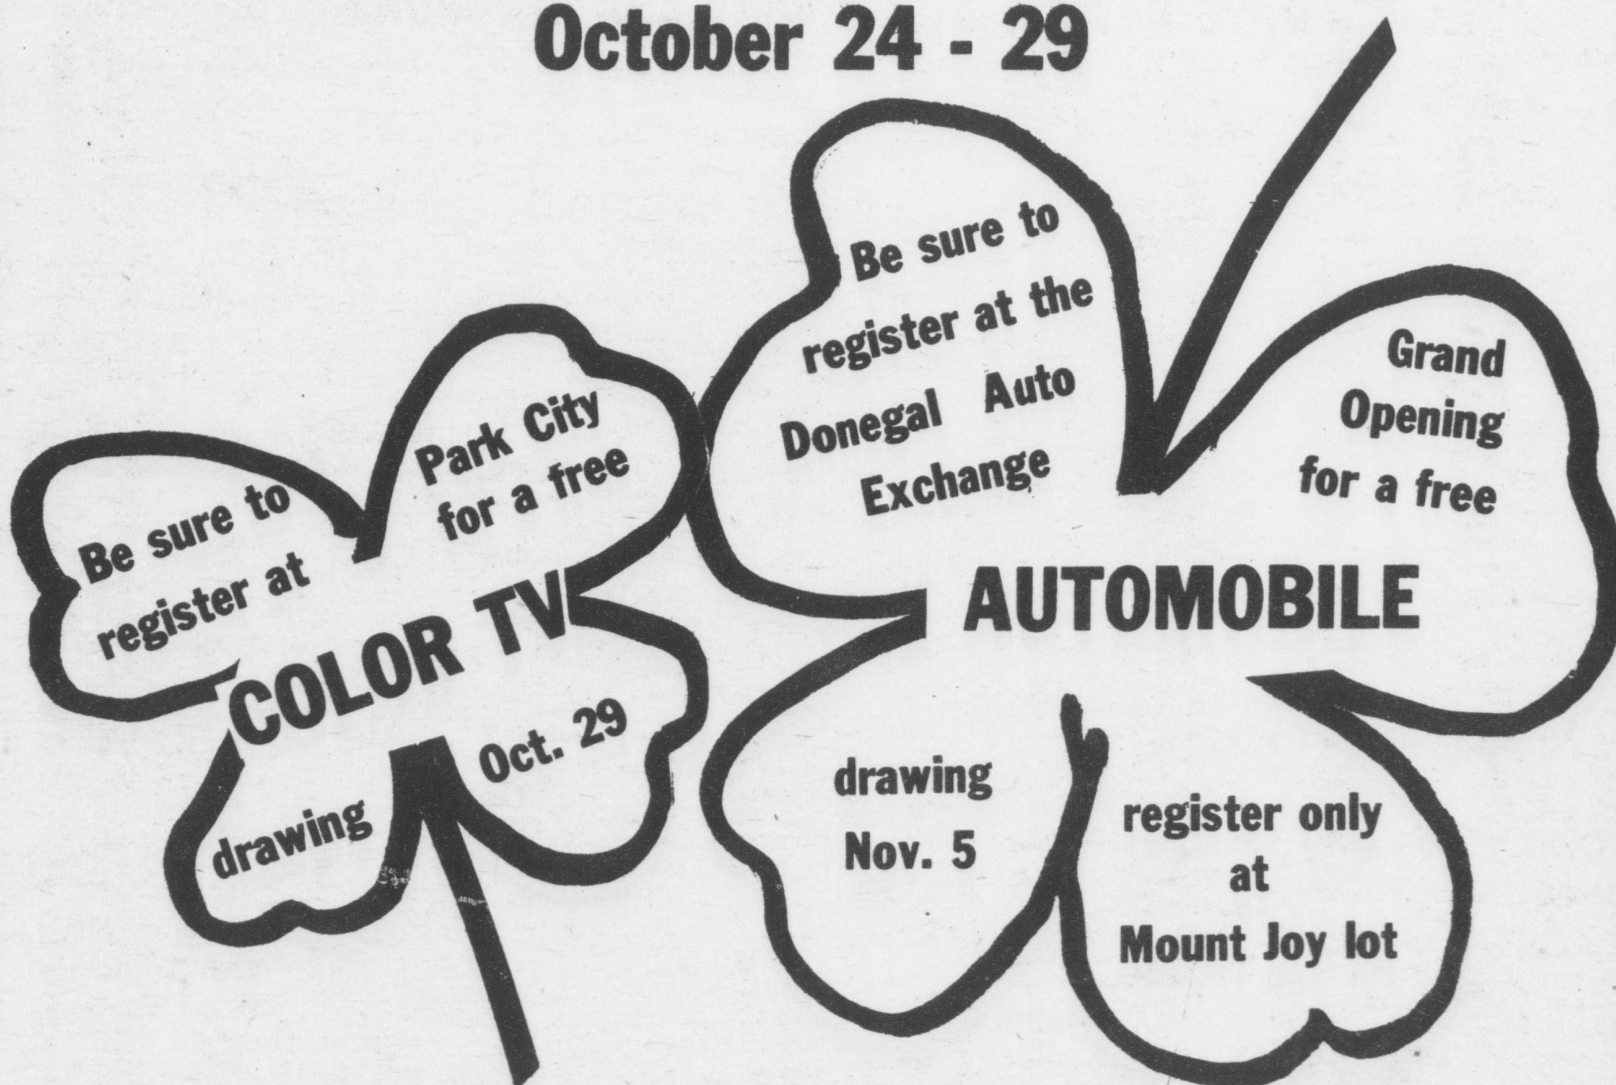 October 24 - 29
Be sure to
register at
Park City
for a free
COLOR TV
drawing
Oct. 29
Be sure to
register at the
Donegal Auto
Exchange
Grand
Opening
for a free
AUTOMOBILE
drawing
Nov. 5
register only
at
Mount Joy lot